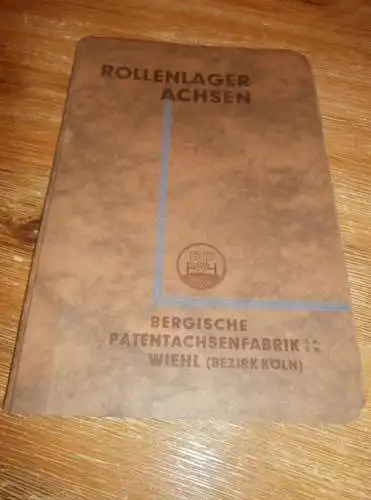 ROLLENLAGER
ACHSEN
BERGISCHE
PATENTACHSENFABRIK
WIEHL (BEZIRK KÖLN)